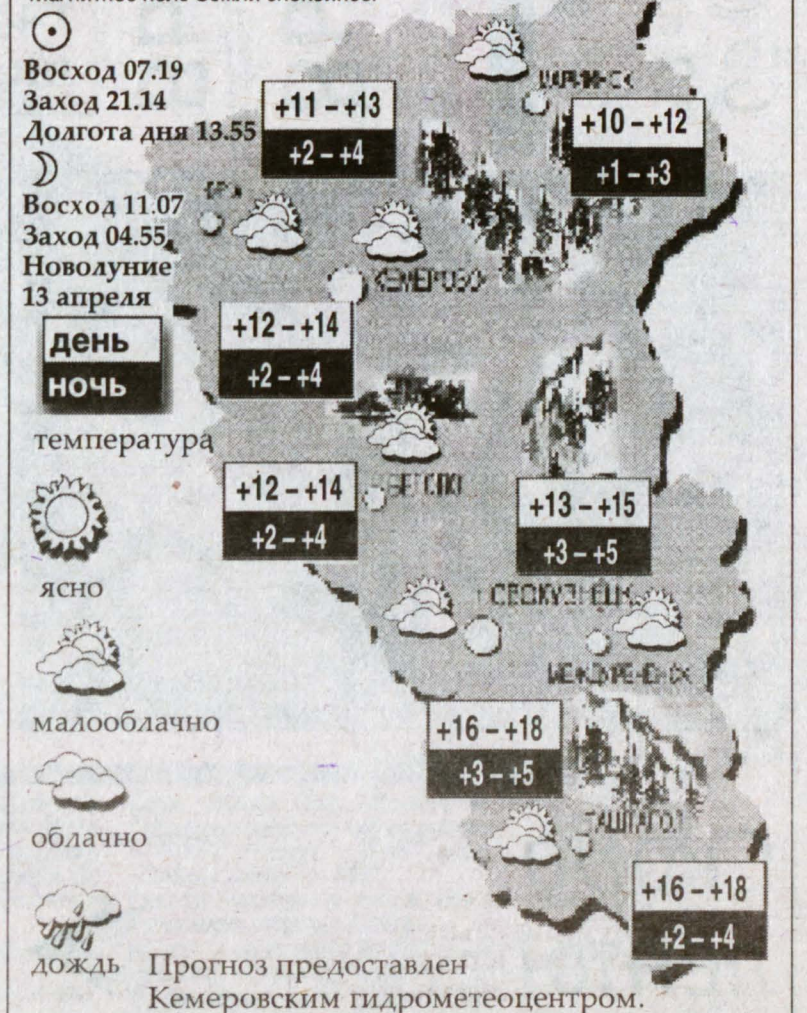 Восход 07.19
Заход 21.14
Долгота дня 13.55
Восход 11.07
Заход 04.55
Новолуние
13 апреля
день
ночь
температура
ясно
малооблачно
облачно
дождь
+11 – +13
+2 – +4
+10 – +12
+1 – +3
КЕМЕРОВО
+12 – +14
+2 – +4
+12 – +14
+2 – +4
+13 – +15
+3 – +5
+16 – +18
+3 – +5
ТАШТАГОЛ
+16 – +18
+2 – +4
Прогноз предоставлен
Кемеровским гидрометеоцентром.